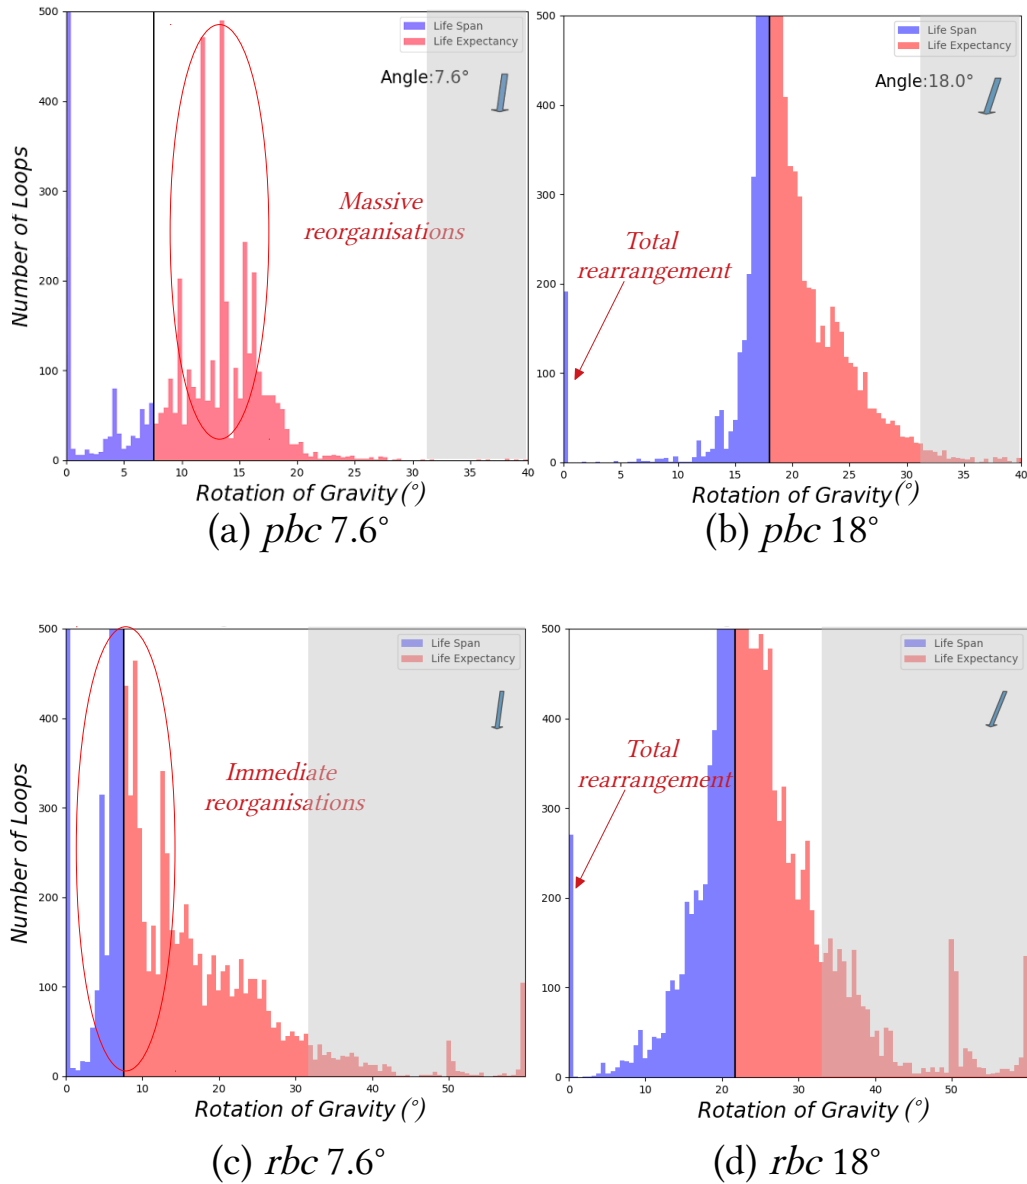 500
400
300
200
100
0
Number of Loops
Life Span
Life Expectancy
Angle:7.6°
Massive
reorganisations
0 5 10 15 20 25 30 35 40
Rotation of Gravity (°)
(a) pbc 7.6°
500
400
300
200
100
0
Life Span
Life Expectancy
Angle:18.0°
Total
rearrangement
0 5 10 15 20 25 30 35 40
Rotation of Gravity (°)
(b) pbc 18°
500
400
300
200
100
0
Number of Loops
Life Span
Life Expectancy
Immediate
reorganisations
0 10 20 30 40 50
Rotation of Gravity (°)
(c) rbc 7.6°
500
400
300
200
100
0
Life Span
Life Expectancy
Total
rearrangement
0 10 20 30 40 50
Rotation of Gravity (°)
(d) rbc 18°